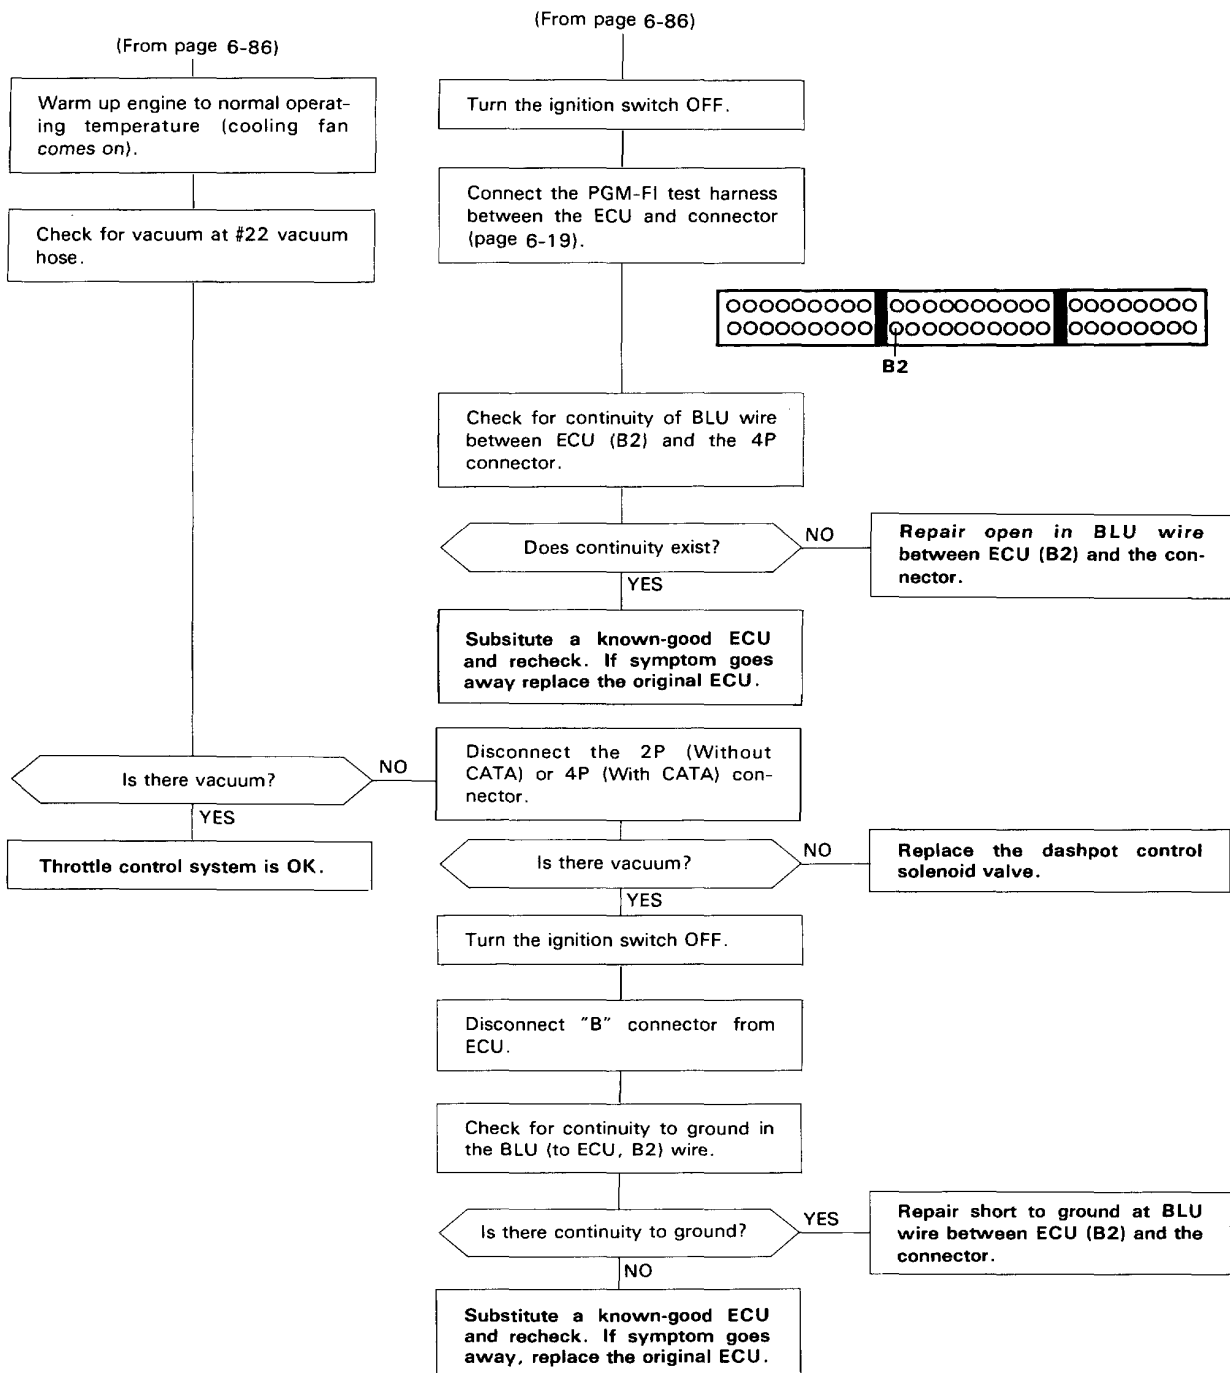 (From page 6-86)
Warm up engine to normal operat-
ing temperature (cooling fan
comes on).
Check for vacuum at #22 vacuum
hose.
Is there vacuum?
NO
YES
Throttle control system is OK.
(From page 6-86)
Turn the ignition switch OFF.
Connect the PGM-FI test harness
between the ECU and connector
(page 6-19).
B2
Check for continuity of BLU wire
between ECU (B2) and the 4P
connector.
Does continuity exist?
NO
Repair open in BLU wire
between ECU (B2) and the con-
nector.
YES
Subsitute a known-good ECU
and recheck. If symptom goes
away replace the original ECU.
Disconnect the 2P (Without
CATA) or 4P (With CATA) con-
nector.
Is there vacuum?
NO
Replace the dashpot control
solenoid valve.
YES
Turn the ignition switch OFF.
Disconnect "B" connector from
ECU.
Check for continuity to ground in
the BLU (to ECU, B2) wire.
Is there continuity to ground?
YES
Repair short to ground at BLU
wire between ECU (B2) and the
connector.
NO
Substitute a known-good ECU
and recheck. If symptom goes
away, replace the original ECU.